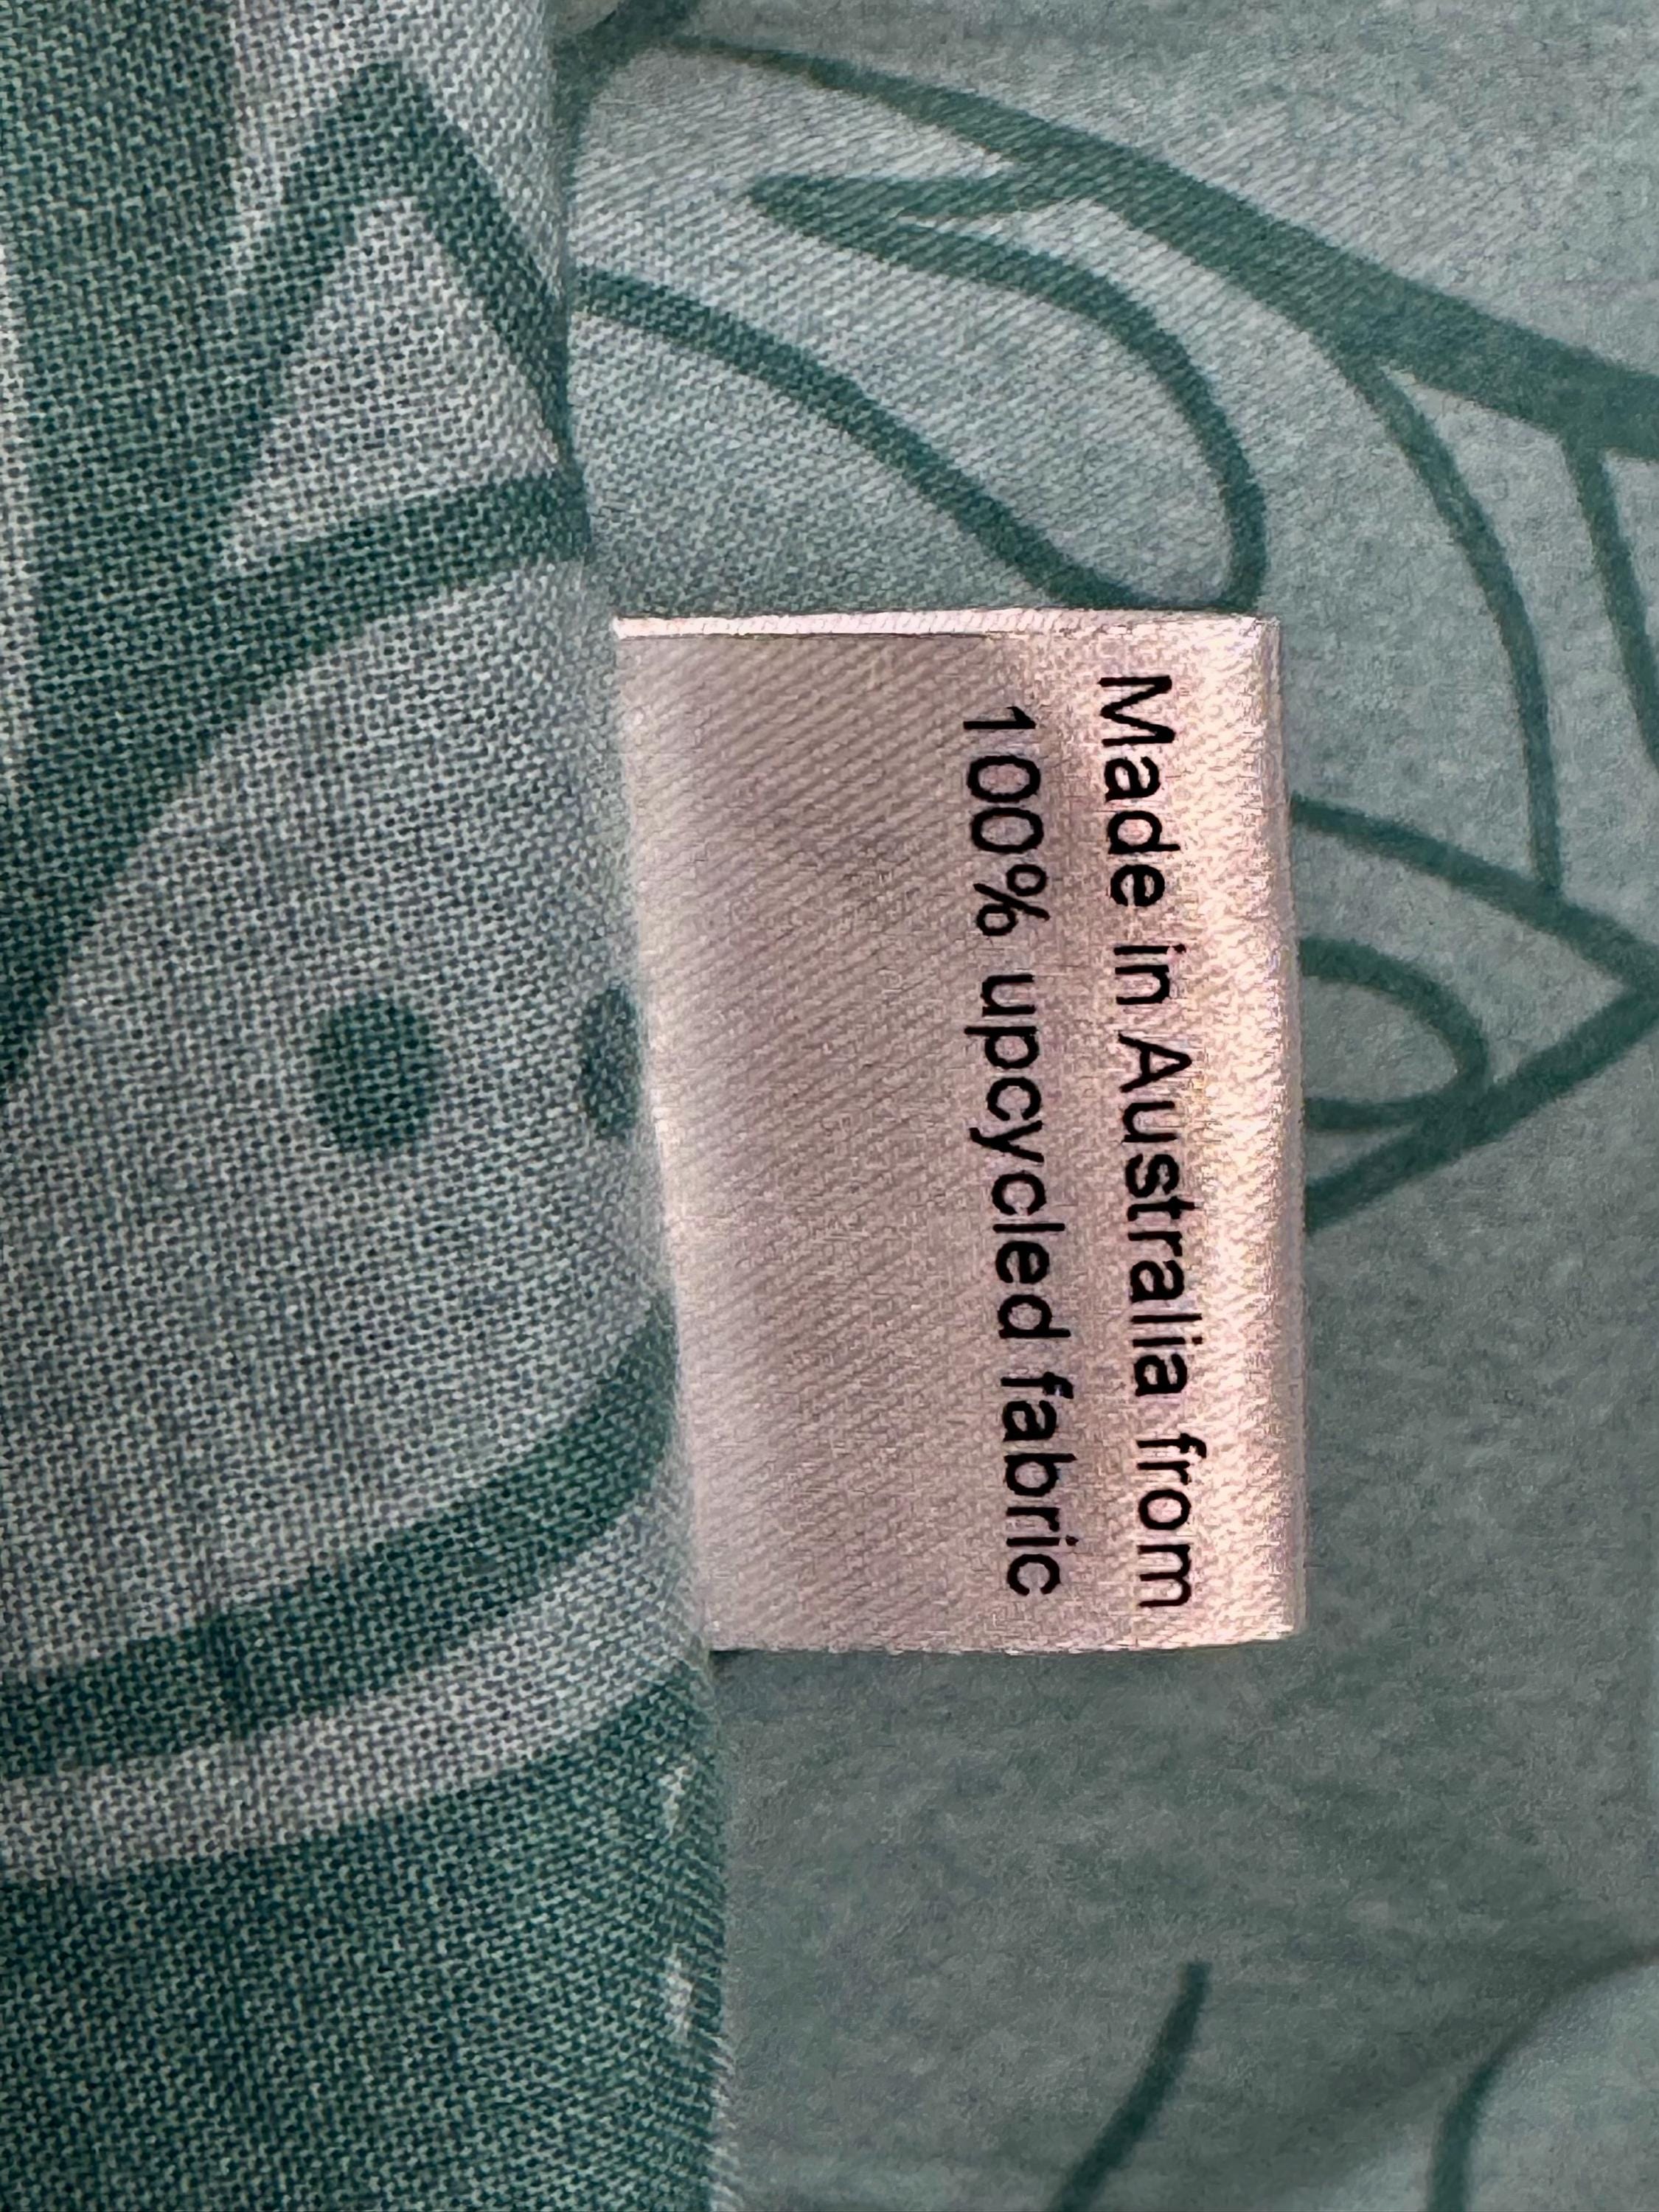 Made in Australia from
100% upcycled fabric